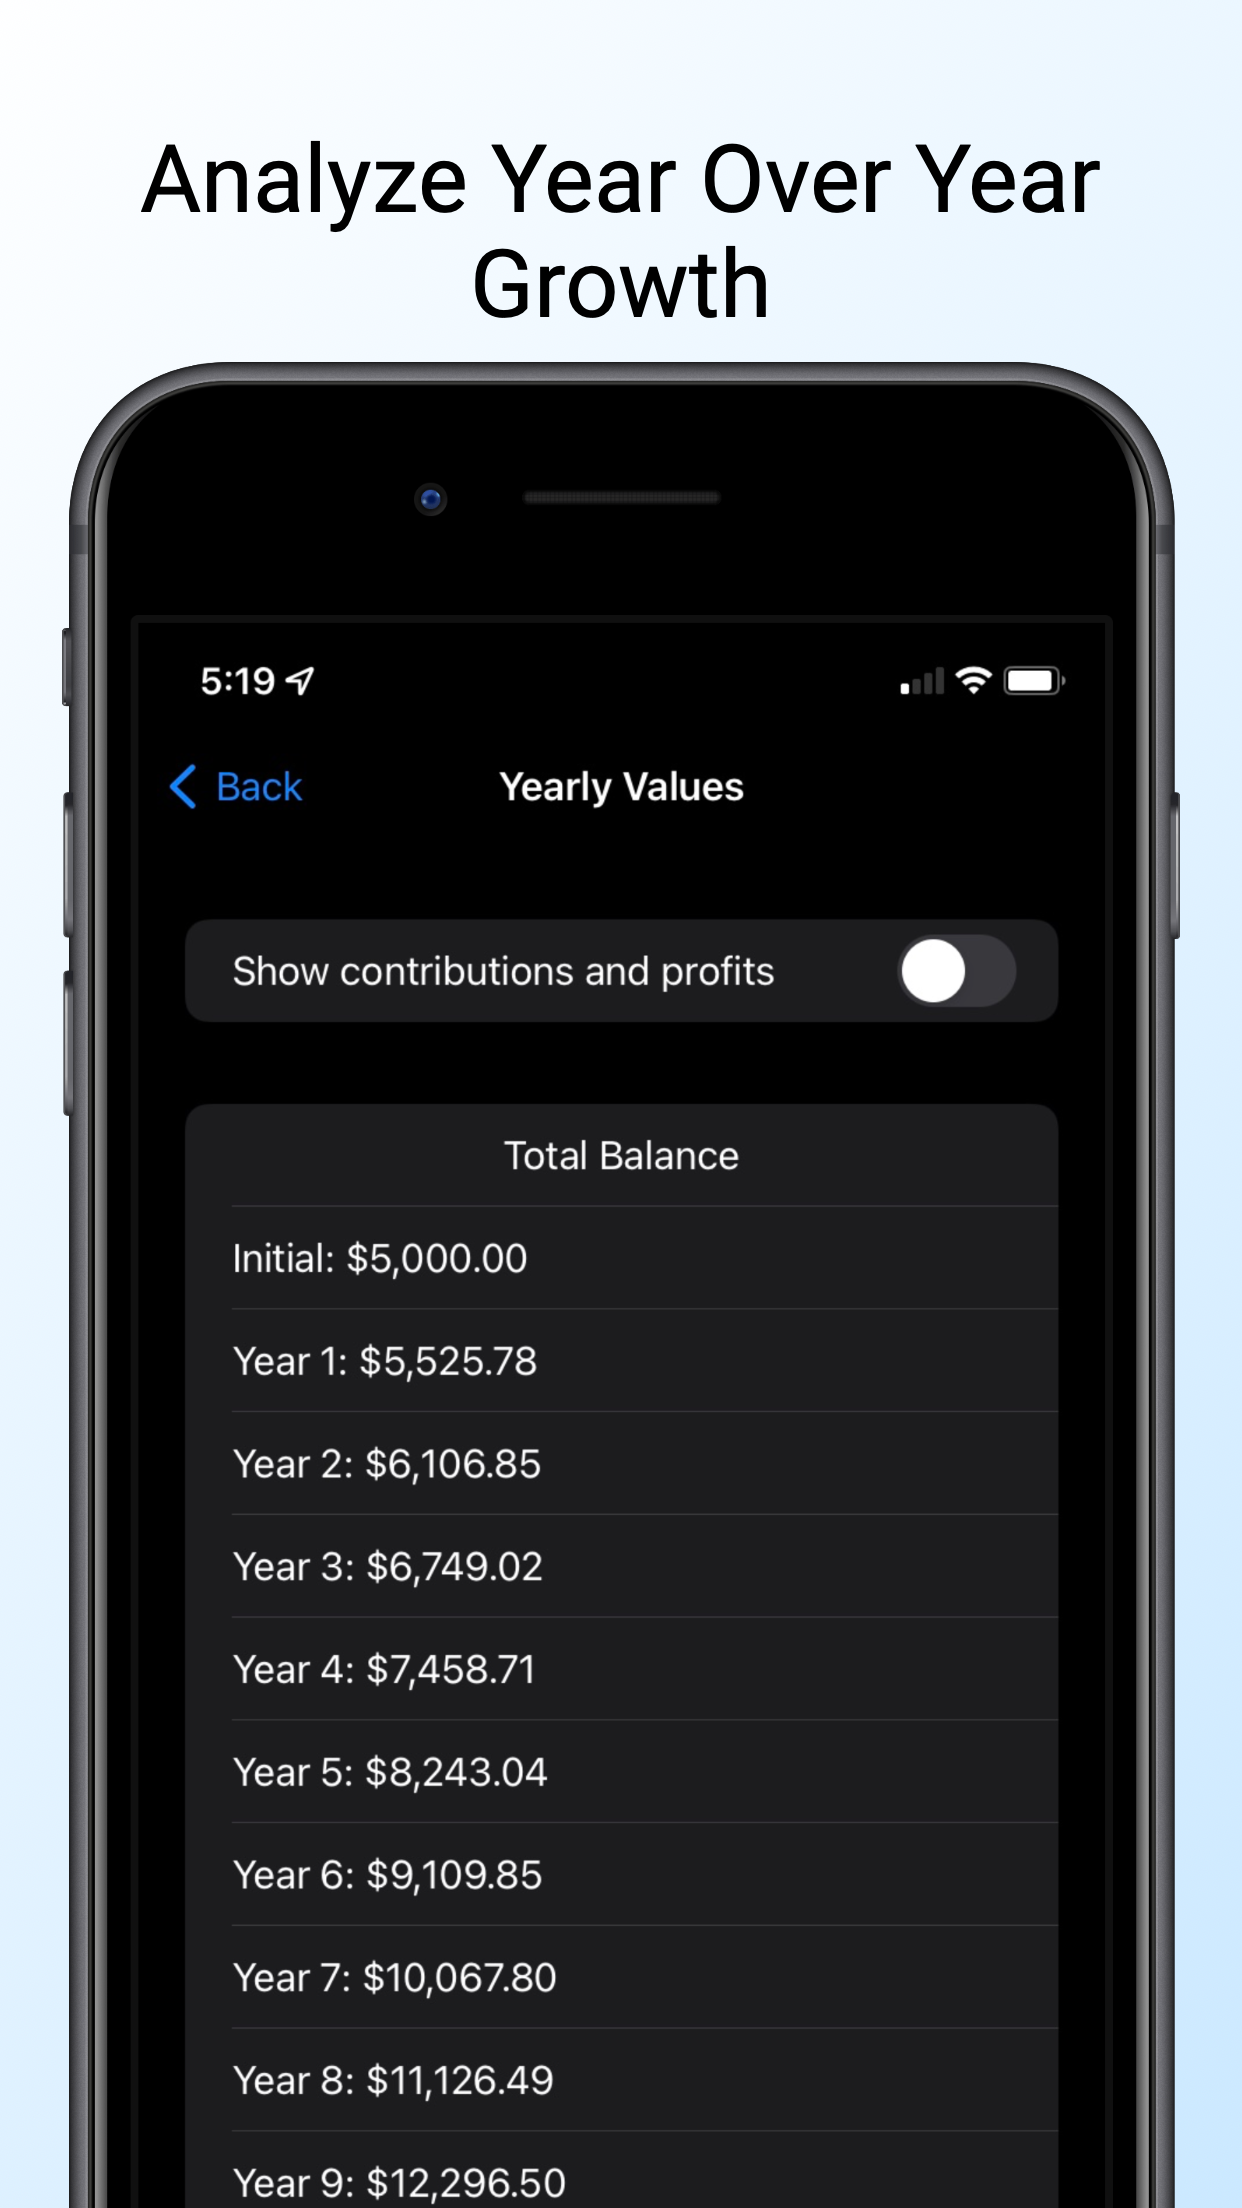 Analyze Year Over Year
Growth
5:19
Back
Yearly Values
Show contributions and profits
Total Balance
Initial: $5,000.00
Year 1: $5,525.78
Year 2: $6,106.85
Year 3: $6,749.02
Year 4: $7,458.71
Year 5: $8,243.04
Year 6: $9,109.85
Year 7: $10,067.80
Year 8: $11,126.49
Year 9: $12,296.50